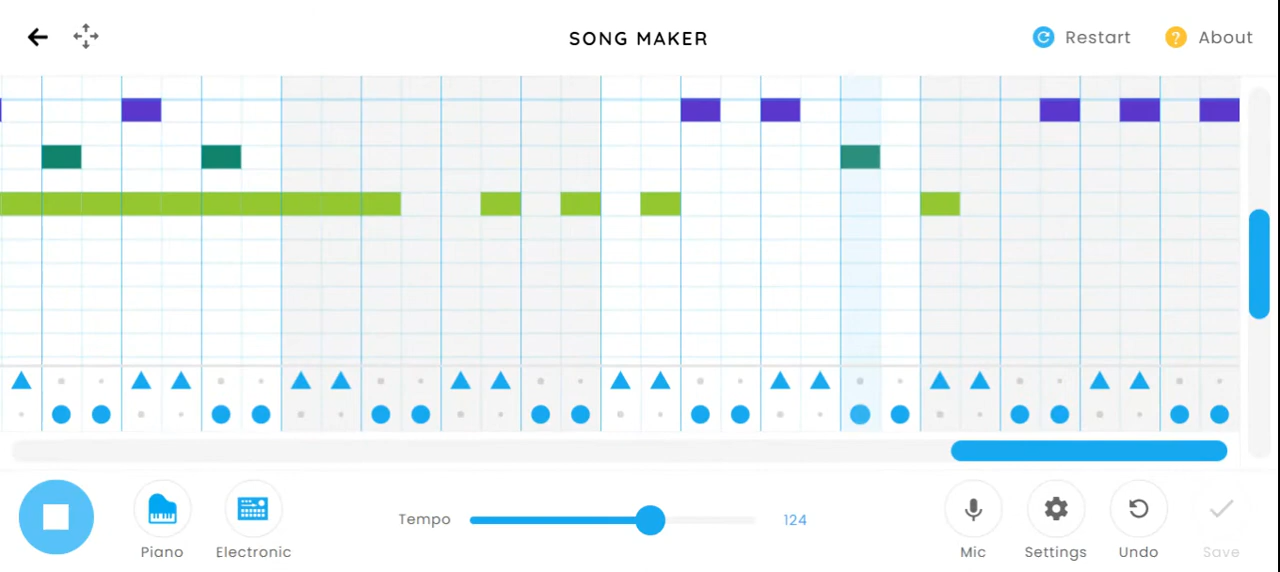 SONG MAKER
Restart
? About
Tempo
124
Piano
Electronic
Mic
Settings
Undo
Save